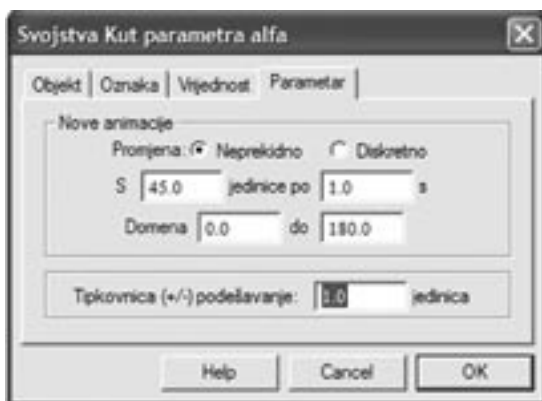 Svojstva Kut parametra alfa
Objekt Oznaka Vrijednost Parametar
Nove animacije
Promjena: Neprekidno Diskretno
S 45.0 jedinice po 1.0 s
Domena 0.0 do 180.0
Tipkovnica (+/-) podešavanje: 1.0 jedinica
Help Cancel OK